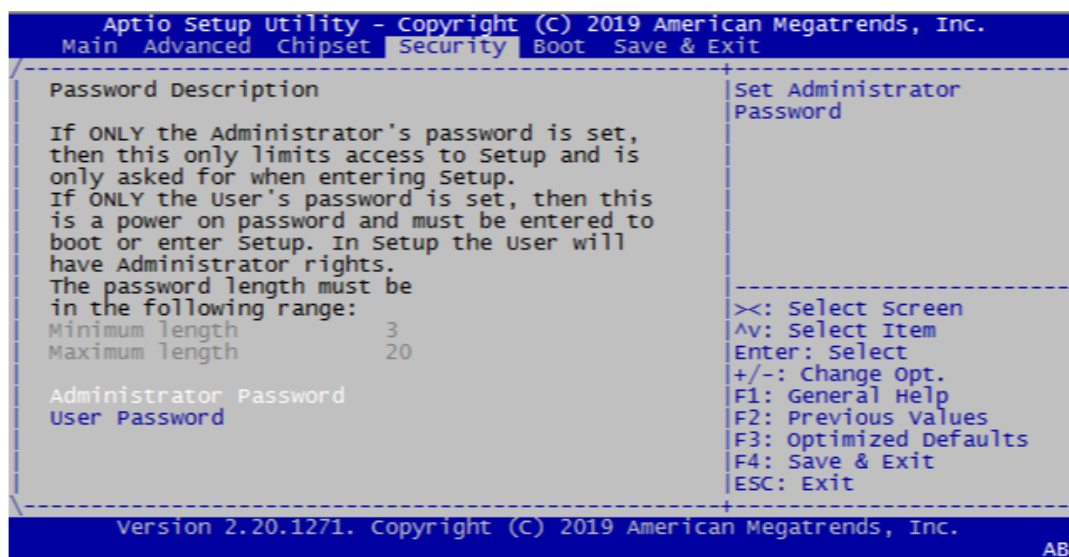 Aptio Setup Utility - Copyright (C) 2019 American Megatrends, Inc.
Main Advanced Chipset Security Boot Save & Exit
Password Description
If ONLY the Administrator's password is set,
then this only limits access to Setup and is
only asked for when entering Setup.
If ONLY the User's password is set, then this
is a power on password and must be entered to
boot or enter Setup. In Setup the User will
have Administrator rights.
The password length must be
in the following range:
Minimum length 3
Maximum length 20
Administrator Password
User Password
Set Administrator
Password
><: Select Screen
^v: Select Item
Enter: Select
+/-: Change Opt.
F1: General Help
F2: Previous Values
F3: Optimized Defaults
F4: Save & Exit
ESC: Exit
Version 2.20.1271. Copyright (C) 2019 American Megatrends, Inc.
AB